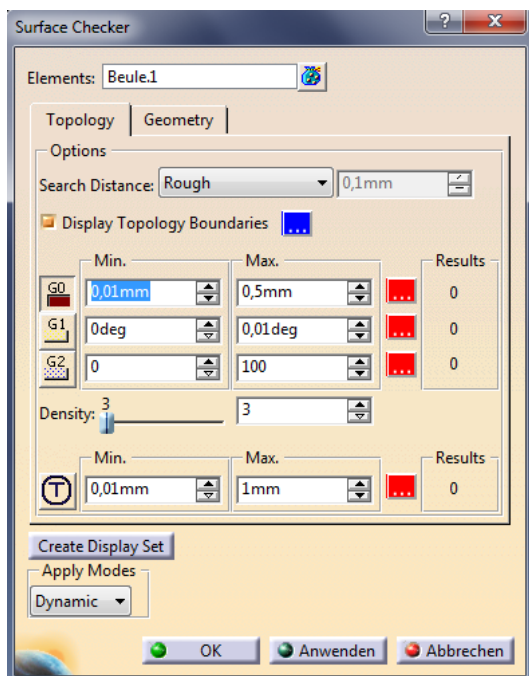 Surface Checker
Elements: Beule.1
Topology Geometry
Options
Search Distance: Rough 0,1mm
Display Topology Boundaries ...
Min. Max. Results
G0 0,01mm 0,5mm ... 0
G1 0deg 0,01deg ... 0
G2 0 100 ... 0
Density: 3 3
Min. Max. Results
T 0,01mm 1mm ... 0
Create Display Set
Apply Modes
Dynamic
OK Anwenden Abbrechen